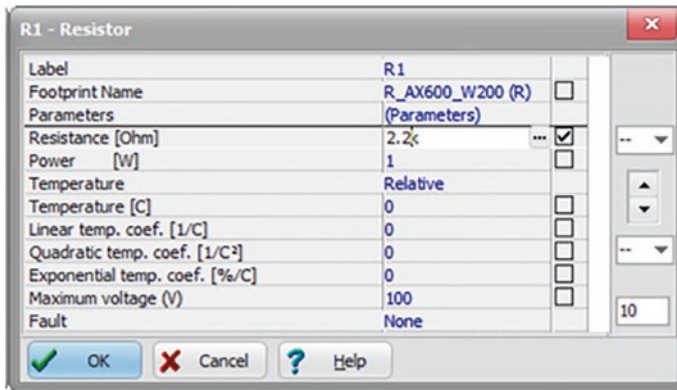 R1 - Resistor
Label R1
Footprint Name R_AX600_W200 (R)
Parameters (Parameters)
Resistance [Ohm] 2.2k ...
Power [W] 1
Temperature Relative
Temperature [C] 0
Linear temp. coef. [1/C] 0
Quadratic temp. coef. [1/C²] 0
Exponential temp. coef. [%/C] 0
Maximum voltage (V) 100
Fault None
--
--
10
OK Cancel ? Help